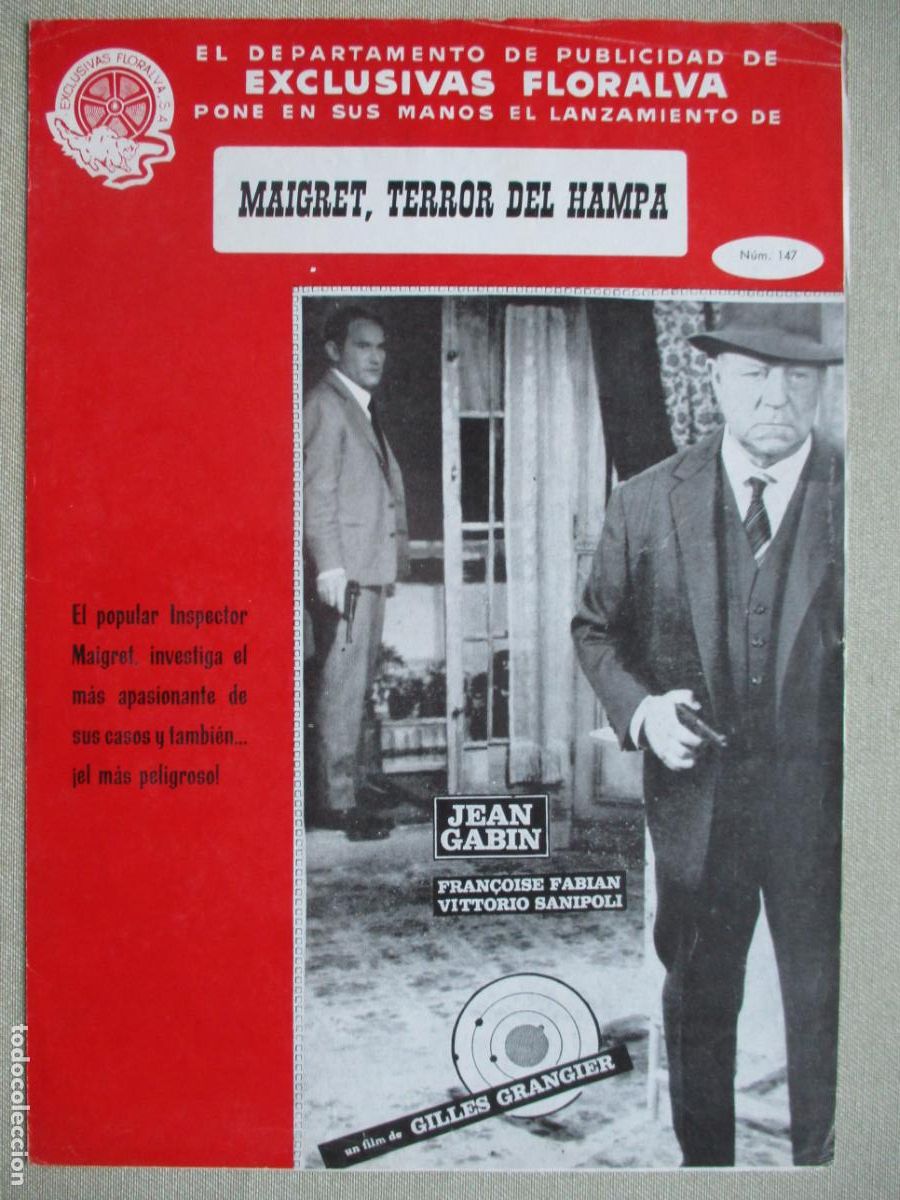 EXCLUSIVAS FLORALVA, S.A.
EL DEPARTAMENTO DE PUBLICIDAD DE
EXCLUSIVAS FLORALVA
PONE EN SUS MANOS EL LANZAMIENTO DE
MAIGRET, TERROR DEL HAMPA
Núm. 147
El popular Inspector
Maigret, investiga el
más apasionante de
sus casos y también...
¡el más peligroso!
JEAN
GABIN
FRANÇOISE FABIAN
VITTORIO SANIPOLI
un film de GILLES GRANGIER
todocoleccion